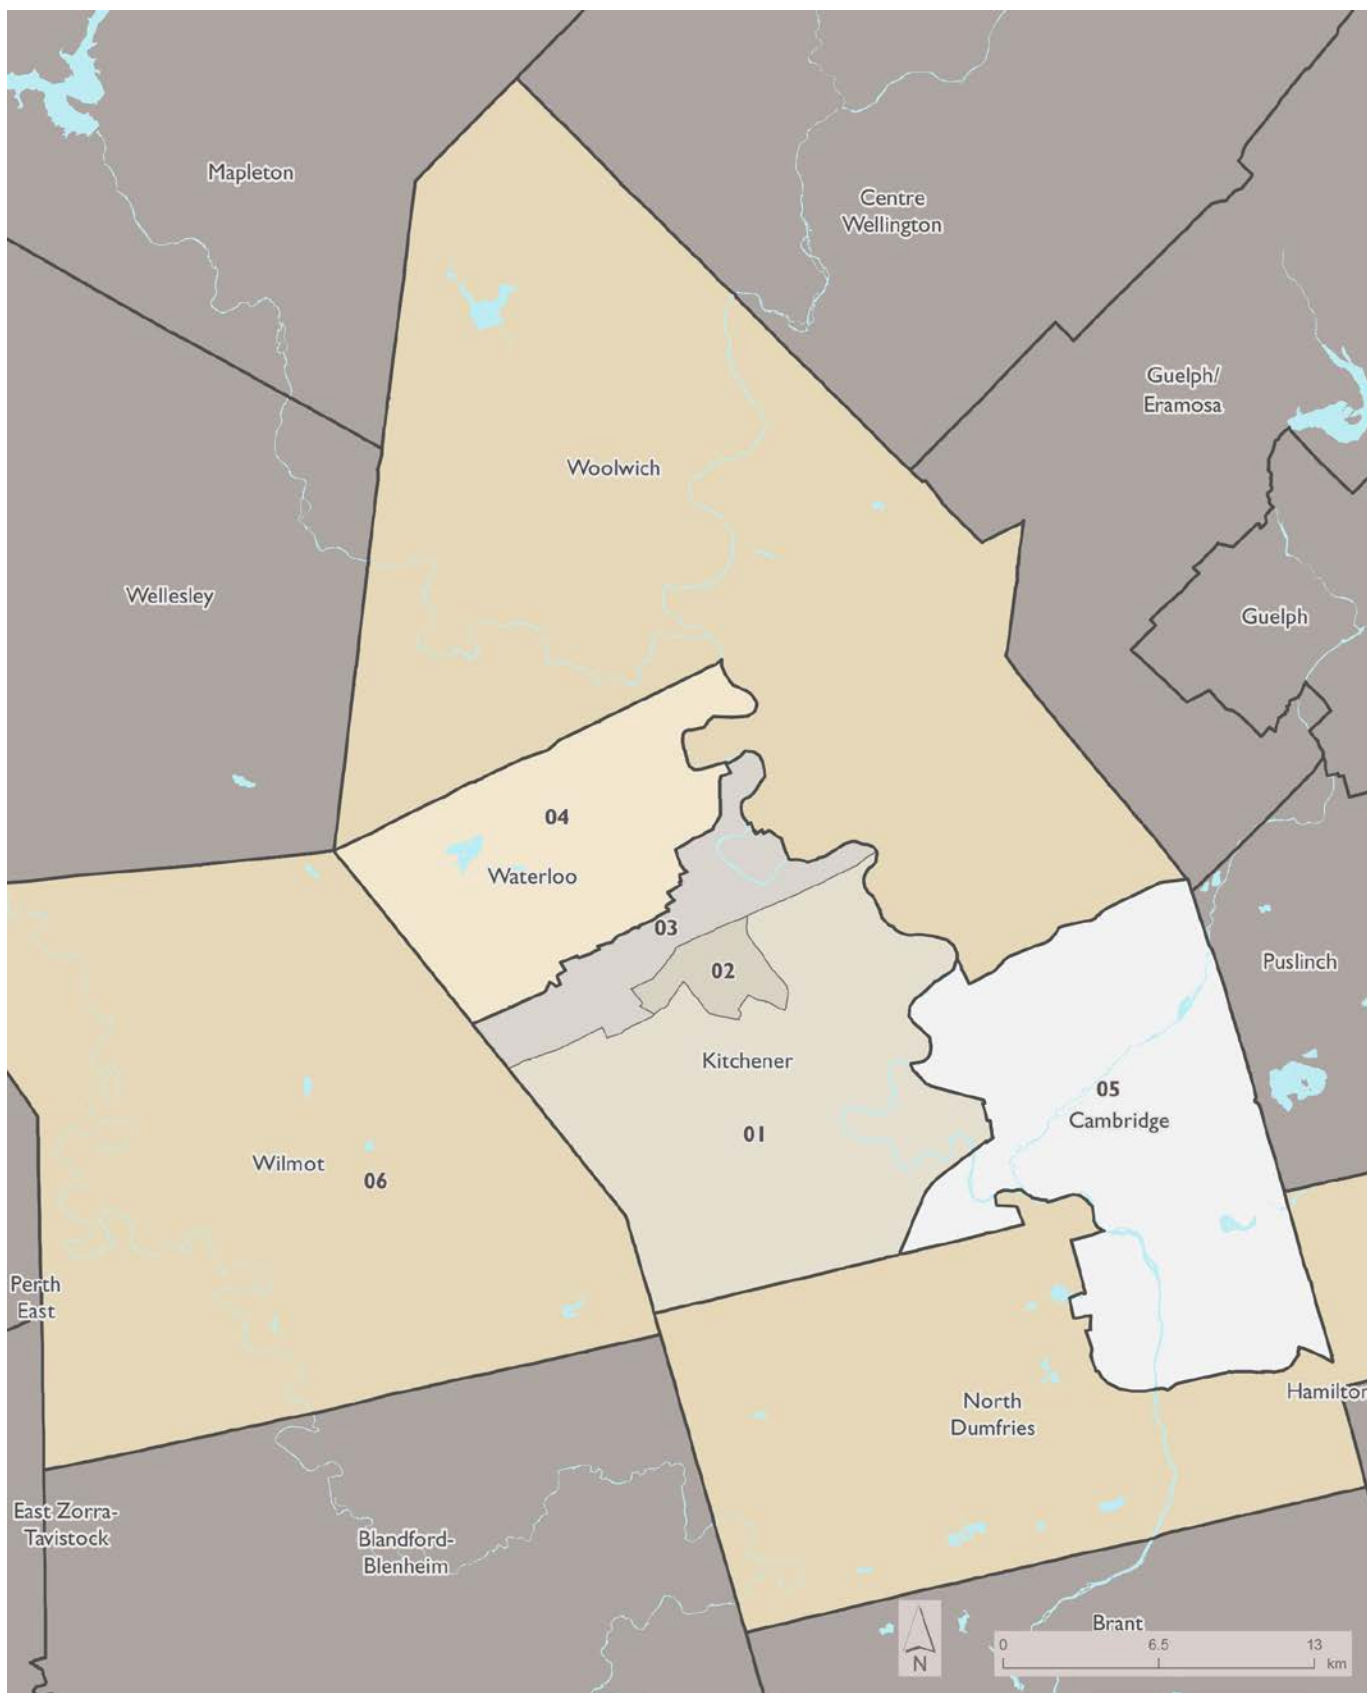 Mapleton
Centre
Wellington
Guelph/
Eramosa
Woolwich
Wellesley
Guelph
04
Waterloo
03
02
Puslinch
Kitchener
05
Cambridge
01
Wilmot
06
Perth
East
North
Dumfries
Hamilton
East Zorra-
Tavistock
Blandford-
Blenheim
Brant
N
0 6.5 13
km